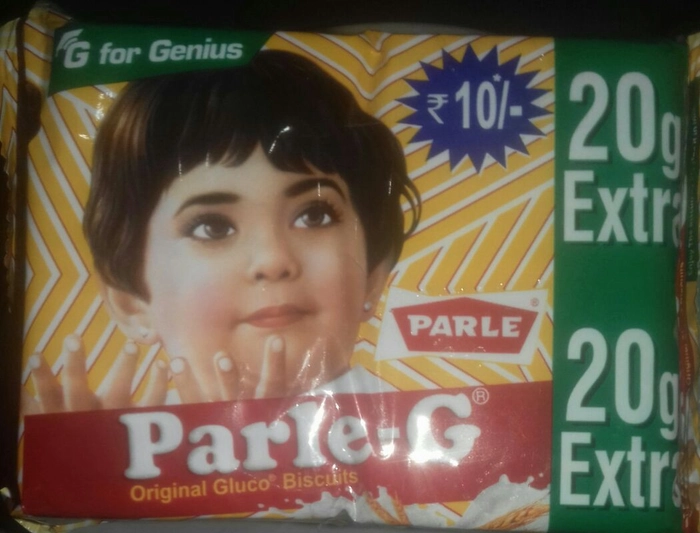 G for Genius
₹ 10*/-
20g
Extra
PARLE®
Parle-G®
Original Gluco® Biscuits
20g
Extra